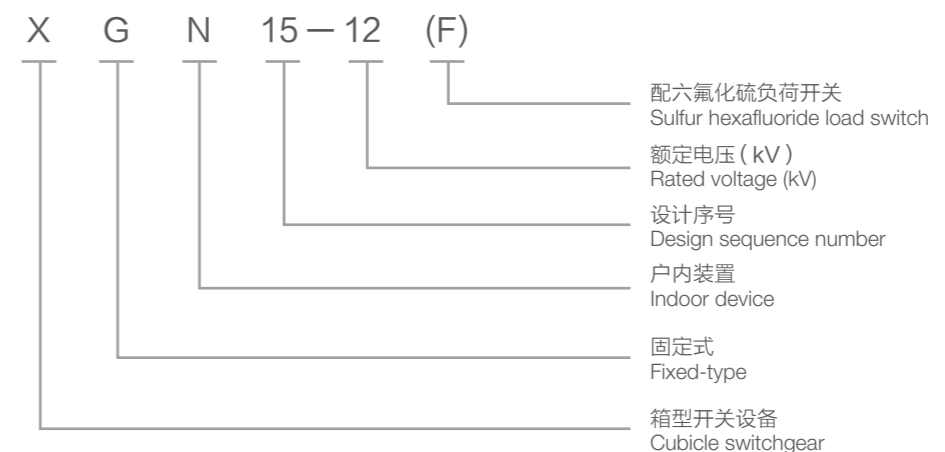 X G N 15－12 (F)
配六氟化硫负荷开关
Sulfur hexafluoride load switch
额定电压（kV）
Rated voltage (kV)
设计序号
Design sequence number
户内装置
Indoor device
固定式
Fixed-type
箱型开关设备
Cubicle switchgear